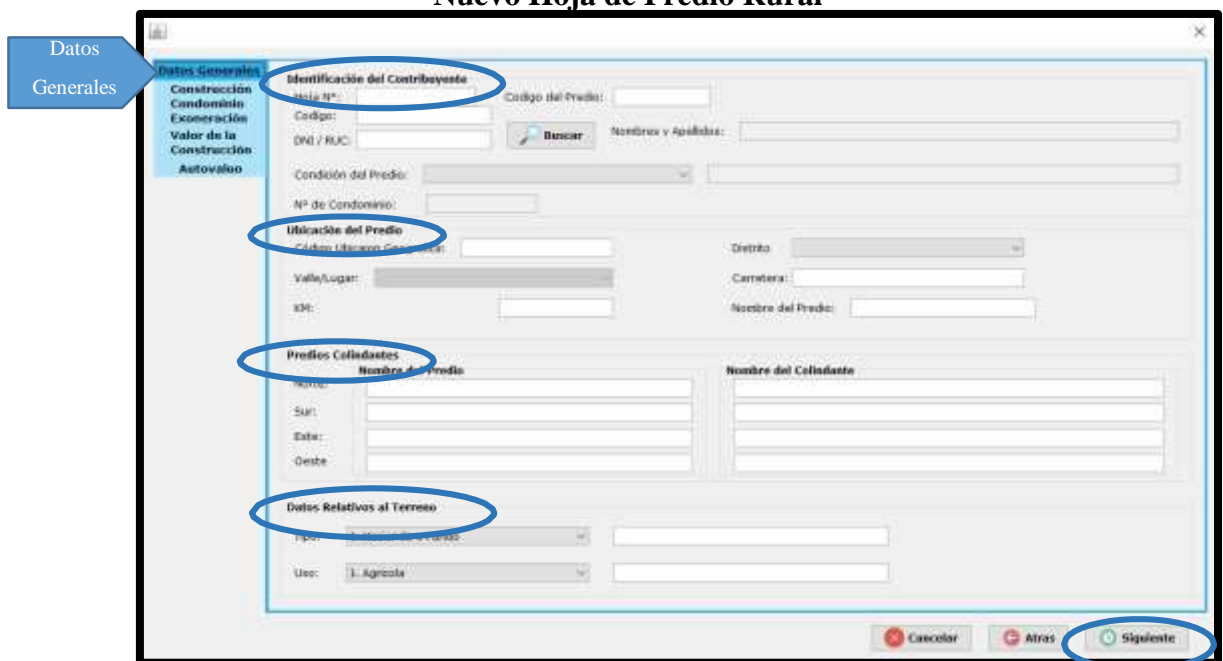 Nuevo Hoja de Predio Rural
Datos
Generales
Datos Generales
Construcción
Condominio
Exoneración
Valor de la
Construcción
Autovaluo
Identificación del Contribuyente
Hoja Nº: Codigo del Predio:
Codigo:
DNI / RUC: Buscar Nombres y Apellidos:
Condición del Predio:
Nº de Condominio:
Ubicación del Predio
Distrito
Valle/Lugar: Carretera:
KM: Nombre del Predio:
Predios Colindantes
Nombre del Predio Nombre del Colindante
Norte:
Sur:
Este:
Oeste
Datos Relativos al Terreno
Tipo:
Uso: 1. Agricola
Cancelar Atras Siguiente